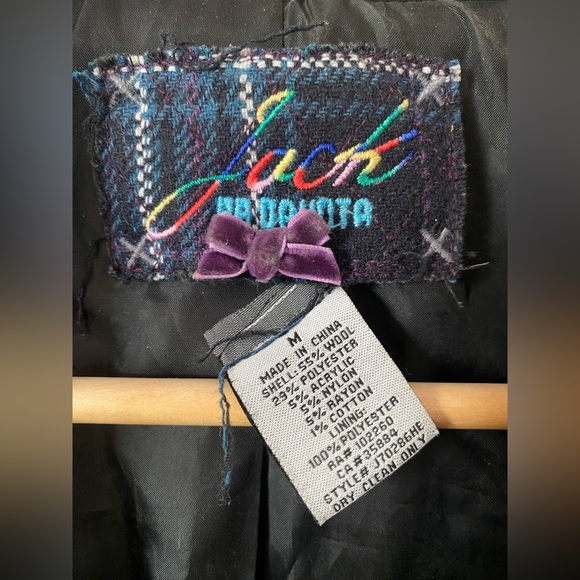 Jack
BB DAKOTA
M
MADE IN CHINA
SHELL: 55% WOOL
29% POLYESTER
5% ACRYLIC
5% NYLON
5% RAYON
1% COTTON
LINING:
100% POLYESTER
RA# 102260
CA# 35884
STYLE# J70286HE
DRY CLEAN ONLY